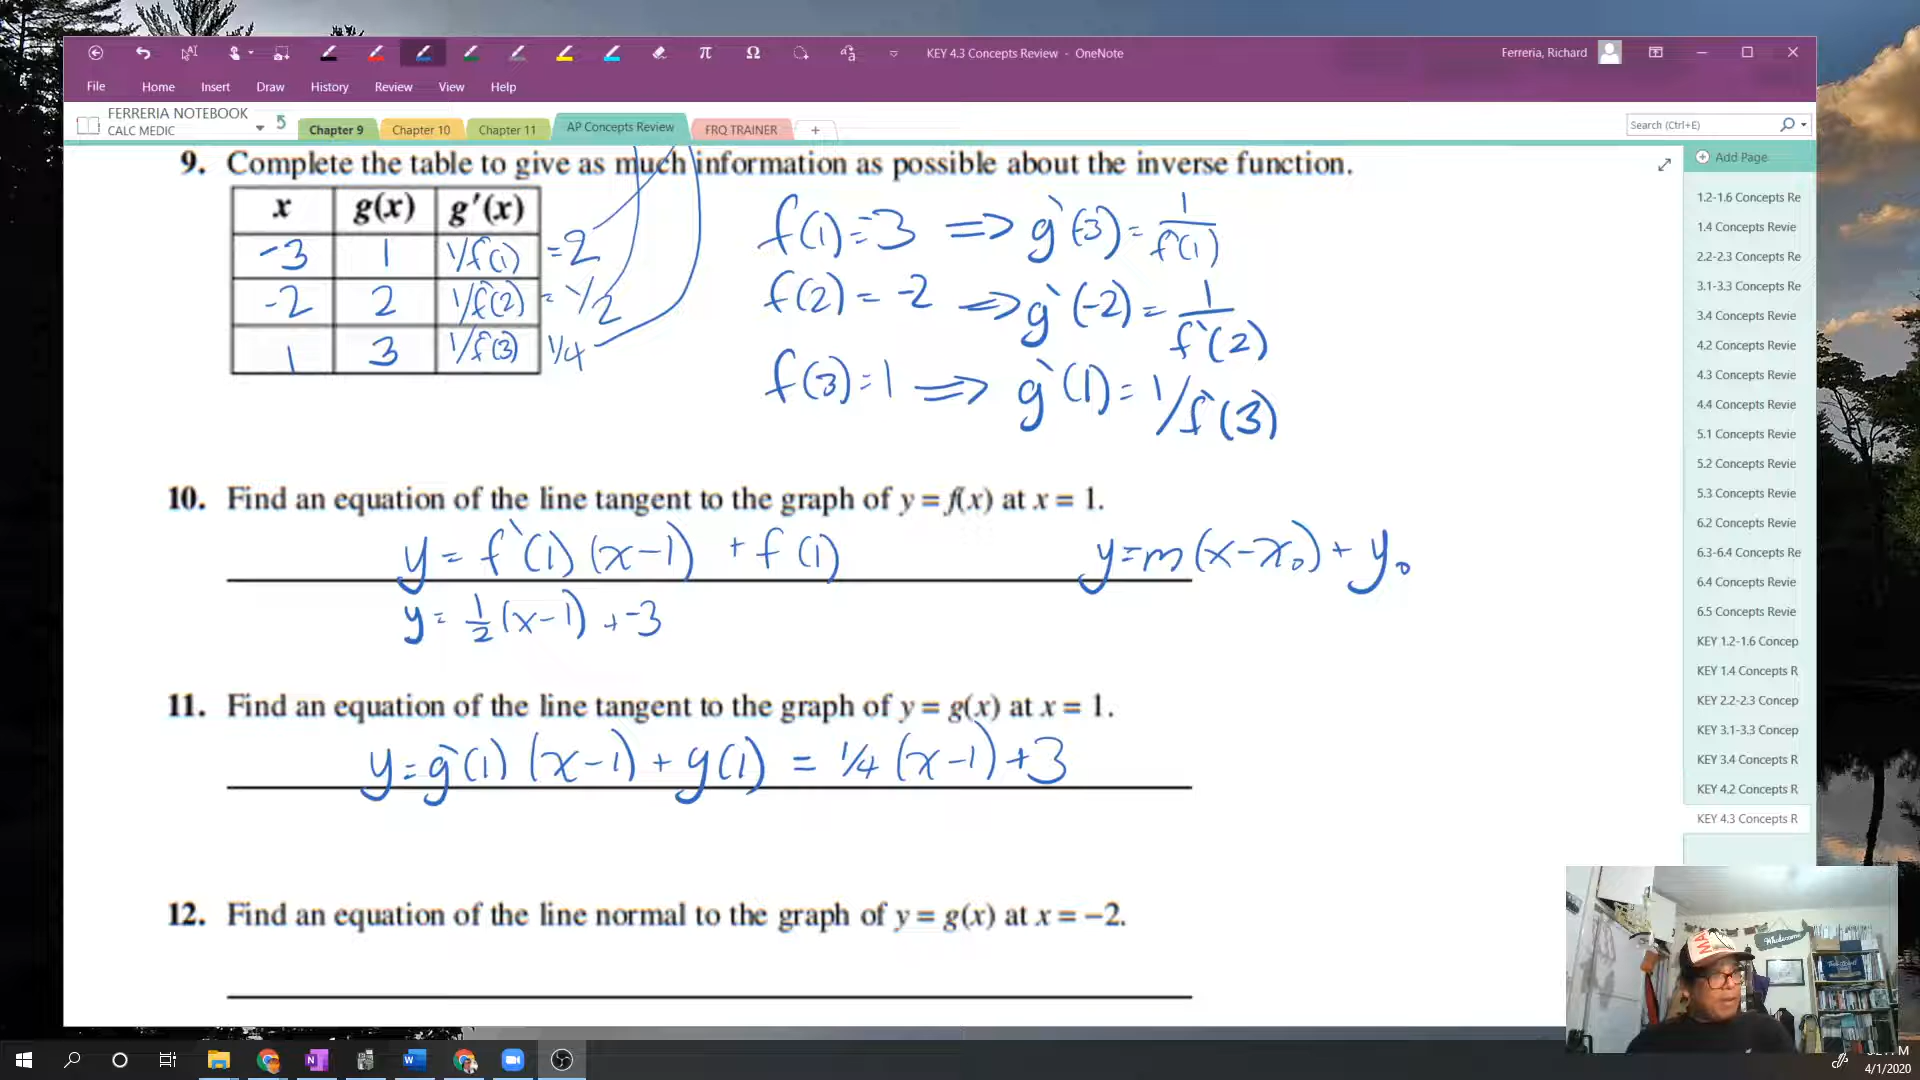 KEY 4.3 Concepts Review - OneNote
Ferreria, Richard
File Home Insert Draw History Review View Help
FERRERIA NOTEBOOK
CALC MEDIC
5
Chapter 9 Chapter 10 Chapter 11 AP Concepts Review FRQ TRAINER +
Search (Ctrl+E)
9. Complete the table to give as much information as possible about the inverse function.
x g(x) g'(x)
-3 1 1/f'(1) = 2
-2 2 1/f'(2) = 1/2
1 3 1/f'(3) 1/4
f(1) = -3 ⟹ g'(-3) = 1/f'(1)
f(2) = -2 ⟹ g'(-2) = 1/f'(2)
f(3) = 1 ⟹ g'(1) = 1/f'(3)
10. Find an equation of the line tangent to the graph of y = f(x) at x = 1.
y = f'(1) (x-1) + f(1)
y = m(x-x₀) + y₀
y = 1/2 (x-1) + -3
11. Find an equation of the line tangent to the graph of y = g(x) at x = 1.
y = g'(1) (x-1) + g(1) = 1/4 (x-1) + 3
12. Find an equation of the line normal to the graph of y = g(x) at x = −2.
Add Page
1.2-1.6 Concepts Re
1.4 Concepts Revie
2.2-2.3 Concepts Re
3.1-3.3 Concepts Re
3.4 Concepts Revie
4.2 Concepts Revie
4.3 Concepts Revie
4.4 Concepts Revie
5.1 Concepts Revie
5.2 Concepts Revie
5.3 Concepts Revie
6.2 Concepts Revie
6.3-6.4 Concepts Re
6.4 Concepts Revie
6.5 Concepts Revie
KEY 1.2-1.6 Concep
KEY 1.4 Concepts R
KEY 2.2-2.3 Concep
KEY 3.1-3.3 Concep
KEY 3.4 Concepts R
KEY 4.2 Concepts R
KEY 4.3 Concepts R
4/1/2020